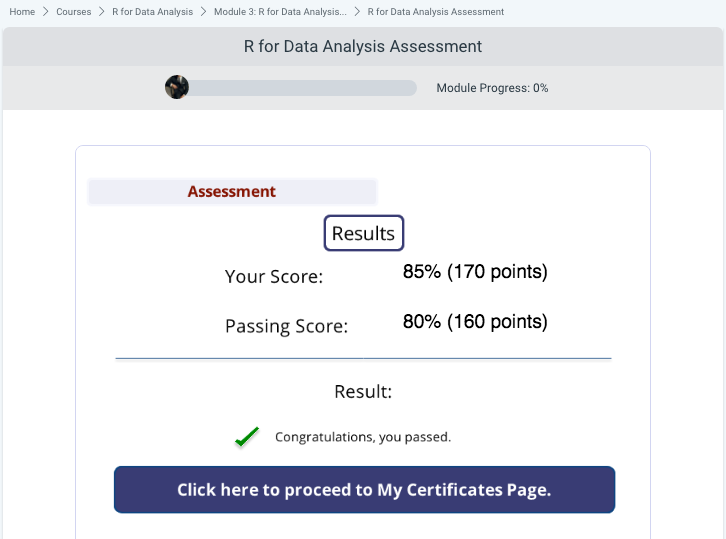 Home > Courses > R for Data Analysis > Module 3: R for Data Analysis... > R for Data Analysis Assessment
R for Data Analysis Assessment
Module Progress: 0%
Assessment
Results
Your Score: 85% (170 points)
Passing Score: 80% (160 points)
Result:
Congratulations, you passed.
Click here to proceed to My Certificates Page.